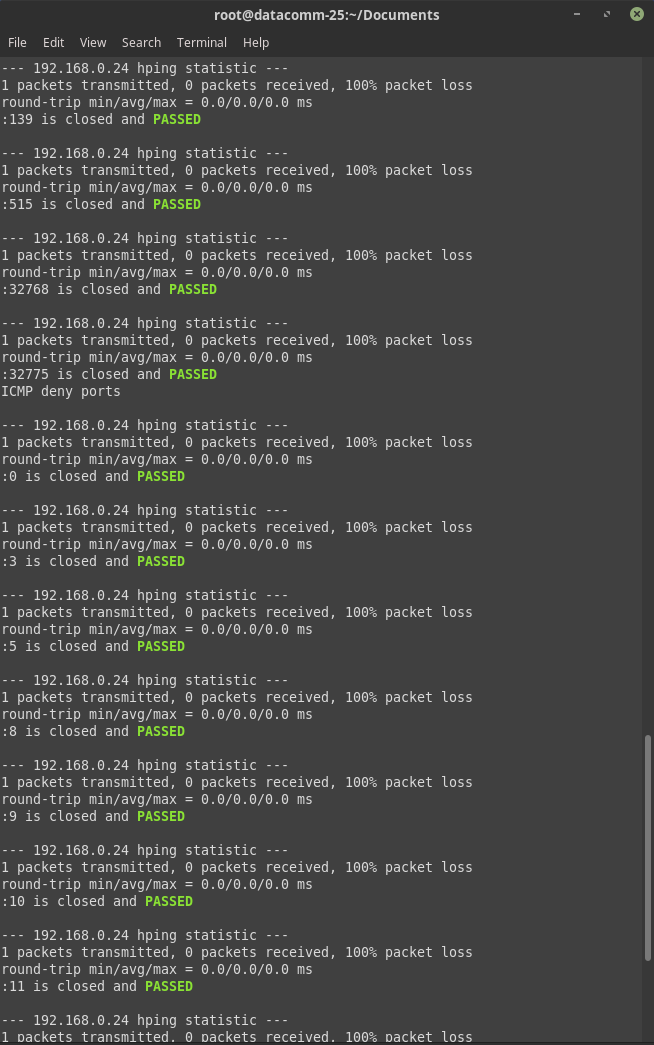 root@datacomm-25:~/Documents
File Edit View Search Terminal Help
--- 192.168.0.24 hping statistic ---
1 packets transmitted, 0 packets received, 100% packet loss
round-trip min/avg/max = 0.0/0.0/0.0 ms
:139 is closed and PASSED
--- 192.168.0.24 hping statistic ---
1 packets transmitted, 0 packets received, 100% packet loss
round-trip min/avg/max = 0.0/0.0/0.0 ms
:515 is closed and PASSED
--- 192.168.0.24 hping statistic ---
1 packets transmitted, 0 packets received, 100% packet loss
round-trip min/avg/max = 0.0/0.0/0.0 ms
:32768 is closed and PASSED
--- 192.168.0.24 hping statistic ---
1 packets transmitted, 0 packets received, 100% packet loss
round-trip min/avg/max = 0.0/0.0/0.0 ms
:32775 is closed and PASSED
ICMP deny ports
--- 192.168.0.24 hping statistic ---
1 packets transmitted, 0 packets received, 100% packet loss
round-trip min/avg/max = 0.0/0.0/0.0 ms
:0 is closed and PASSED
--- 192.168.0.24 hping statistic ---
1 packets transmitted, 0 packets received, 100% packet loss
round-trip min/avg/max = 0.0/0.0/0.0 ms
:3 is closed and PASSED
--- 192.168.0.24 hping statistic ---
1 packets transmitted, 0 packets received, 100% packet loss
round-trip min/avg/max = 0.0/0.0/0.0 ms
:5 is closed and PASSED
--- 192.168.0.24 hping statistic ---
1 packets transmitted, 0 packets received, 100% packet loss
round-trip min/avg/max = 0.0/0.0/0.0 ms
:8 is closed and PASSED
--- 192.168.0.24 hping statistic ---
1 packets transmitted, 0 packets received, 100% packet loss
round-trip min/avg/max = 0.0/0.0/0.0 ms
:9 is closed and PASSED
--- 192.168.0.24 hping statistic ---
1 packets transmitted, 0 packets received, 100% packet loss
round-trip min/avg/max = 0.0/0.0/0.0 ms
:10 is closed and PASSED
--- 192.168.0.24 hping statistic ---
1 packets transmitted, 0 packets received, 100% packet loss
round-trip min/avg/max = 0.0/0.0/0.0 ms
:11 is closed and PASSED
--- 192.168.0.24 hping statistic ---
1 packets transmitted, 0 packets received, 100% packet loss